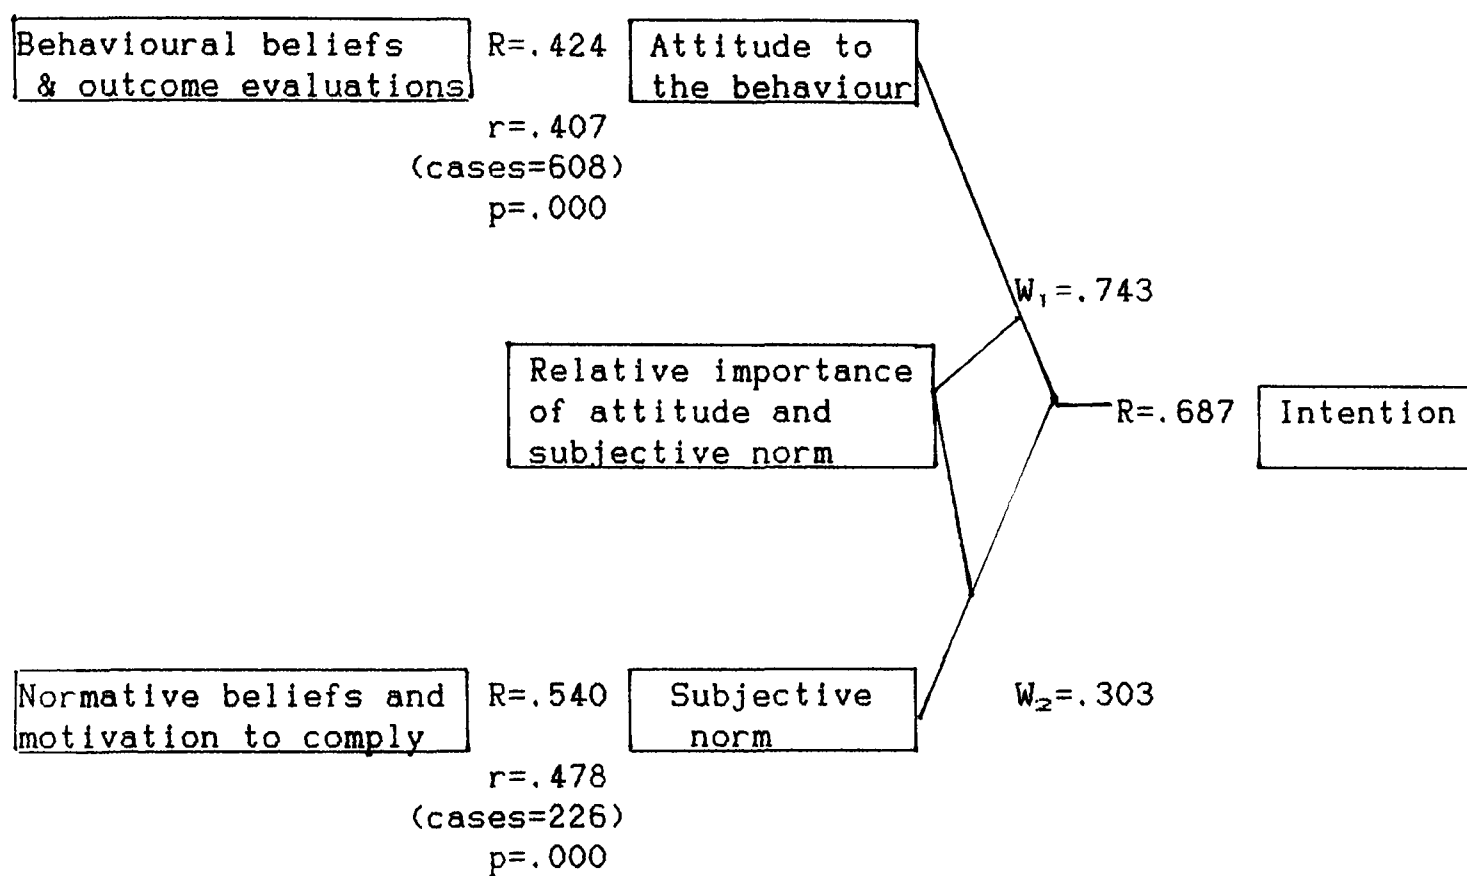 Behavioural beliefs
& outcome evaluations
R=.424
Attitude to
the behaviour
r=.407
(cases=608)
p=.000
W₁=.743
Relative importance
of attitude and
subjective norm
R=.687
Intention
Normative beliefs and
motivation to comply
R=.540
Subjective
norm
W₂=.303
r=.478
(cases=226)
p=.000